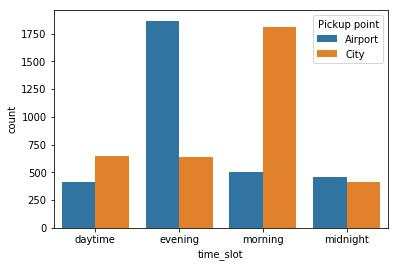 Pickup point
Airport
City
1750
1500
1250
1000
750
500
250
0
count
daytime evening morning midnight
time_slot